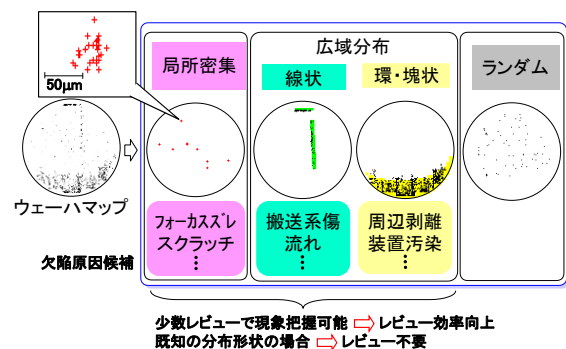 50μm
局所密集
広域分布
線状
環・塊状
ランダム
ウェーハマップ
フォーカスズレ
スクラッチ
⋮
搬送系傷
流れ
⋮
周辺剥離
装置汚染
⋮
欠陥原因候補
少数レビューで現象把握可能 ⇨ レビュー効率向上
既知の分布形状の場合 ⇨ レビュー不要